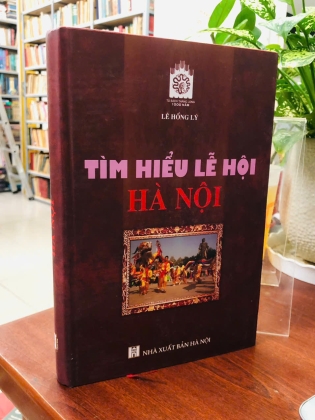 LÊ HỒNG LÝ
TÌM HIỂU LỄ HỘI
HÀ NỘI
NHÀ XUẤT BẢN HÀ NỘI